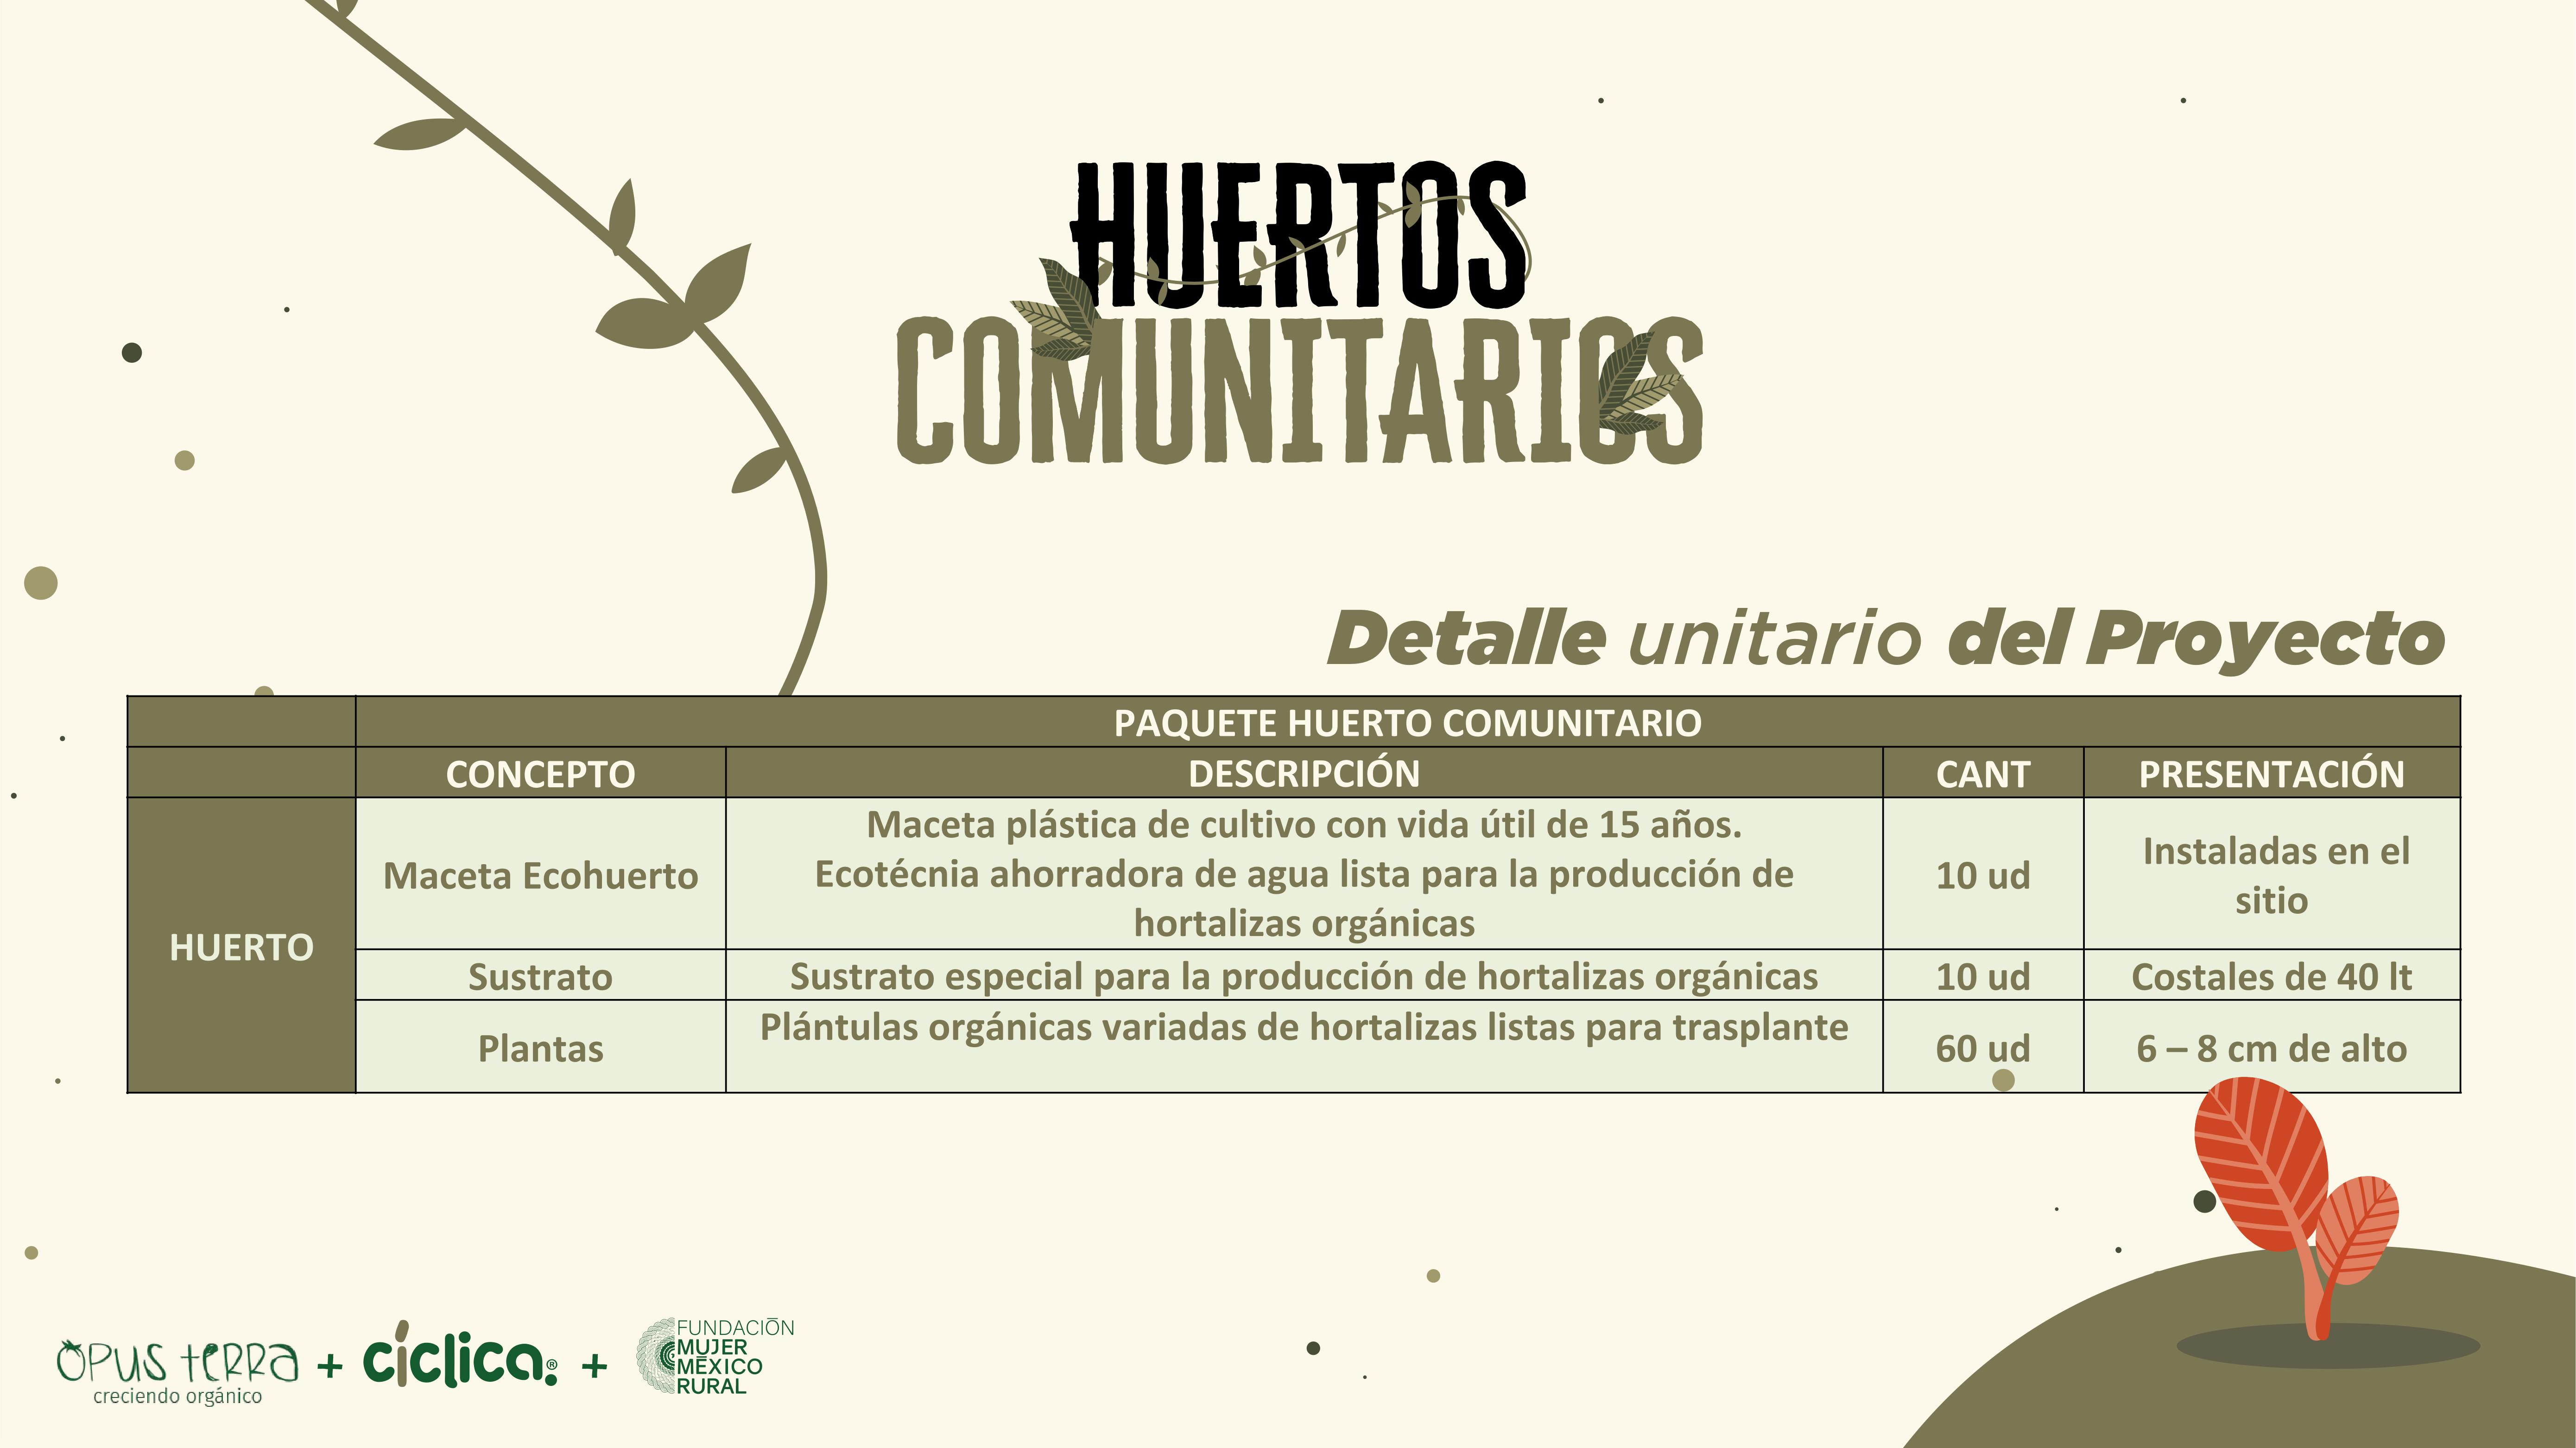 HUERTOS
COMUNITARIOS
Detalle unitario del Proyecto
PAQUETE HUERTO COMUNITARIO
CONCEPTO DESCRIPCIÓN CANT PRESENTACIÓN
HUERTO
Maceta Ecohuerto
Maceta plástica de cultivo con vida útil de 15 años.
Ecotécnia ahorradora de agua lista para la producción de
hortalizas orgánicas
10 ud
Instaladas en el
sitio
Sustrato
Sustrato especial para la producción de hortalizas orgánicas
10 ud
Costales de 40 lt
Plantas
Plántulas orgánicas variadas de hortalizas listas para trasplante
60 ud
6 – 8 cm de alto
OPUS tERRa
creciendo orgánico
+
cíclica.®
+
FUNDACIŌN
MUJER
MĒXICO
RURAL